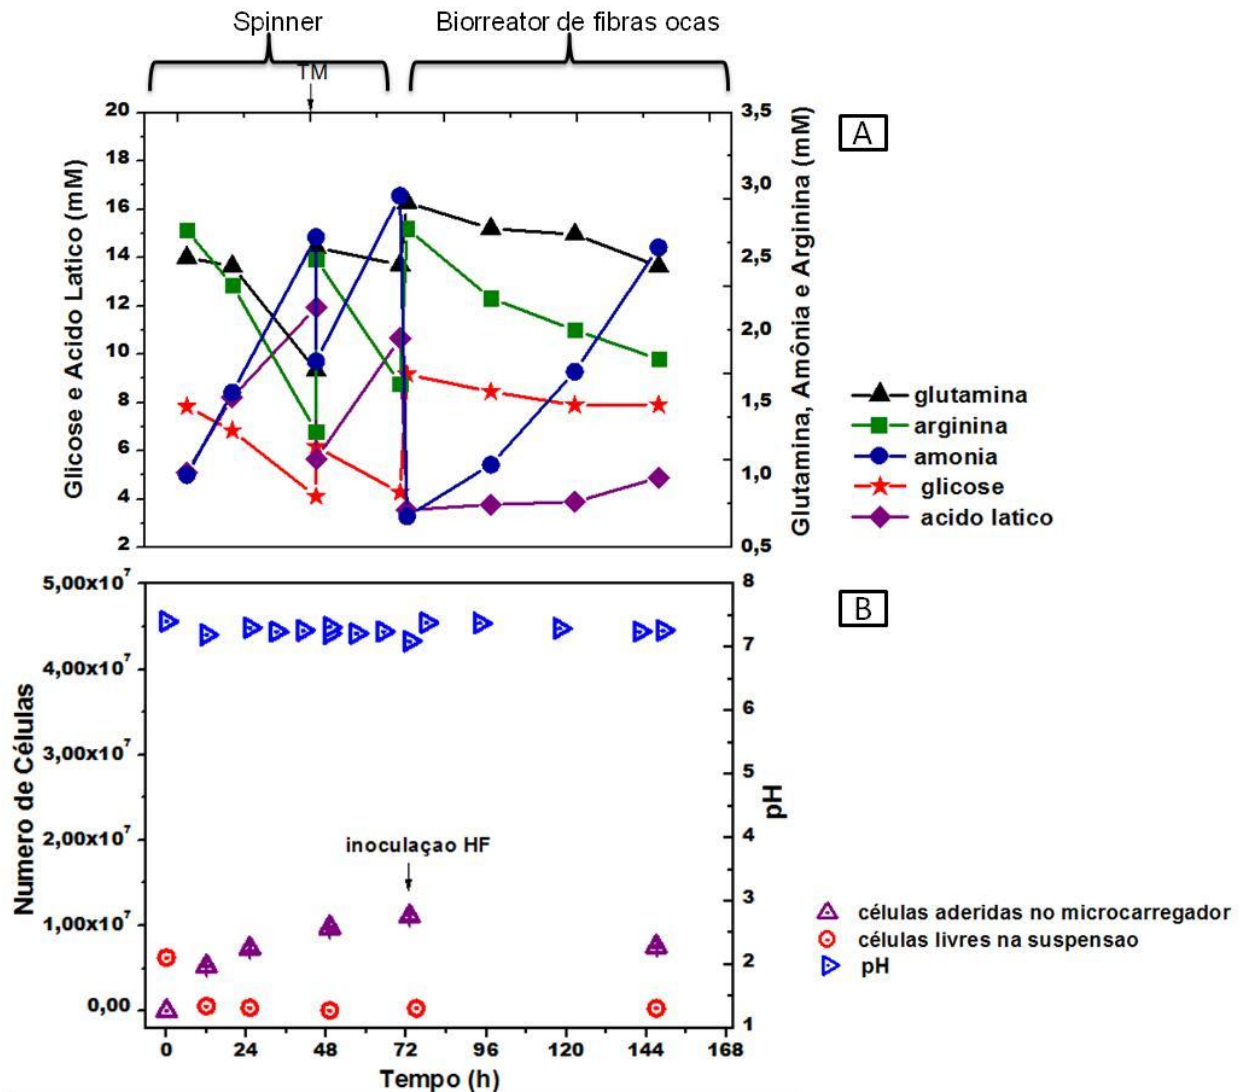 Spinner
Biorreator de fibras ocas
TM
A
Glicose e Acido Latico (mM)
20
18
16
14
12
10
8
6
4
2
3,5
3,0
2,5
2,0
1,5
1,0
0,5
Glutamina, Amônia e Arginina (mM)
glutamina
arginina
amonia
glicose
acido latico
B
Numero de Células
5,00x10⁷
4,00x10⁷
3,00x10⁷
2,00x10⁷
1,00x10⁷
0,00
inoculaçao HF
8
7
6
5
4
3
2
1
pH
células aderidas no microcarregador
células livres na suspensao
pH
0 24 48 72 96 120 144 168
Tempo (h)